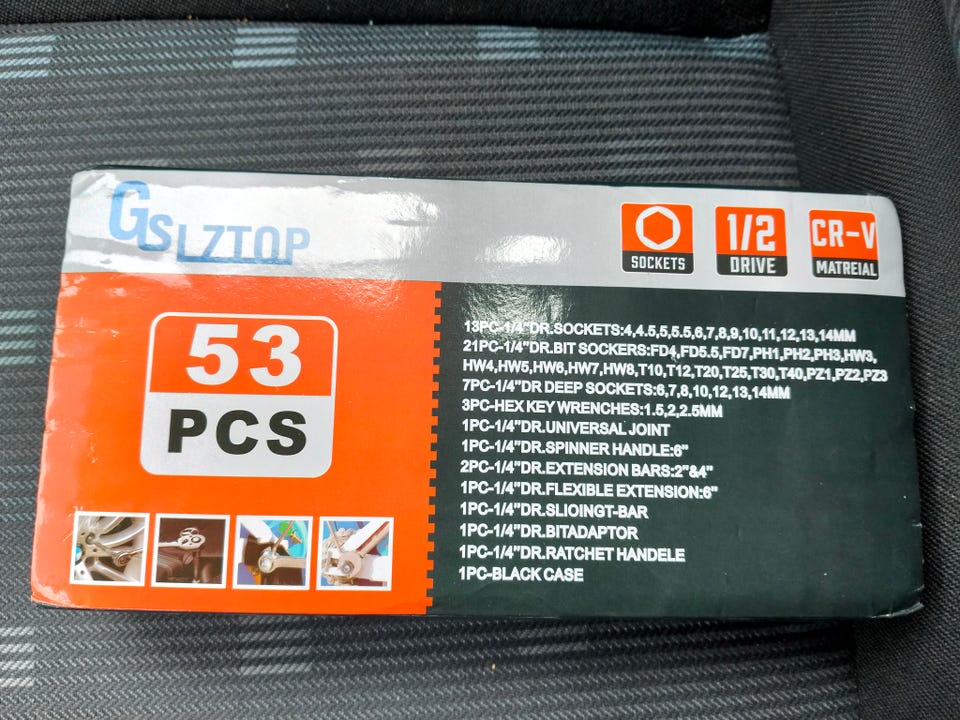 GSLZTOP
SOCKETS
1/2
DRIVE
CR-V
MATREIAL
53
PCS
13PC-1/4"DR.SOCKETS:4,4.5,5,5.5,6,7,8,9,10,11,12,13,14MM
21PC-1/4"DR.BIT SOCKERS:FD4,FD5.5,FD7,PH1,PH2,PH3,HW3,
HW4,HW5,HW6,HW7,HW8,T10,T12,T20,T25,T30,T40,PZ1,PZ2,PZ3
7PC-1/4"DR DEEP SOCKETS:6,7,8,10,12,13,14MM
3PC-HEX KEY WRENCHES:1.5,2,2.5MM
1PC-1/4"DR.UNIVERSAL JOINT
1PC-1/4"DR.SPINNER HANDLE:6"
2PC-1/4"DR.EXTENSION BARS:2"&4"
1PC-1/4"DR.FLEXIBLE EXTENSION:6"
1PC-1/4"DR.SLIOINGT-BAR
1PC-1/4"DR.BITADAPTOR
1PC-1/4"DR.RATCHET HANDELE
1PC-BLACK CASE